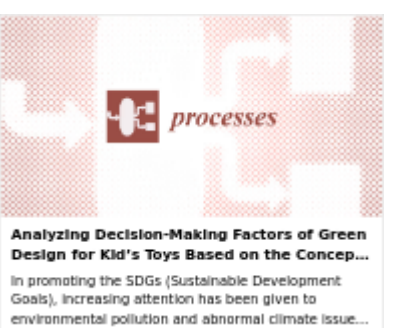 processes
Analyzing Decision-Making Factors of Green
Design for Kid's Toys Based on the Concep...
In promoting the SDGs (Sustainable Development
Goals), increasing attention has been given to
environmental pollution and abnormal climate issue...